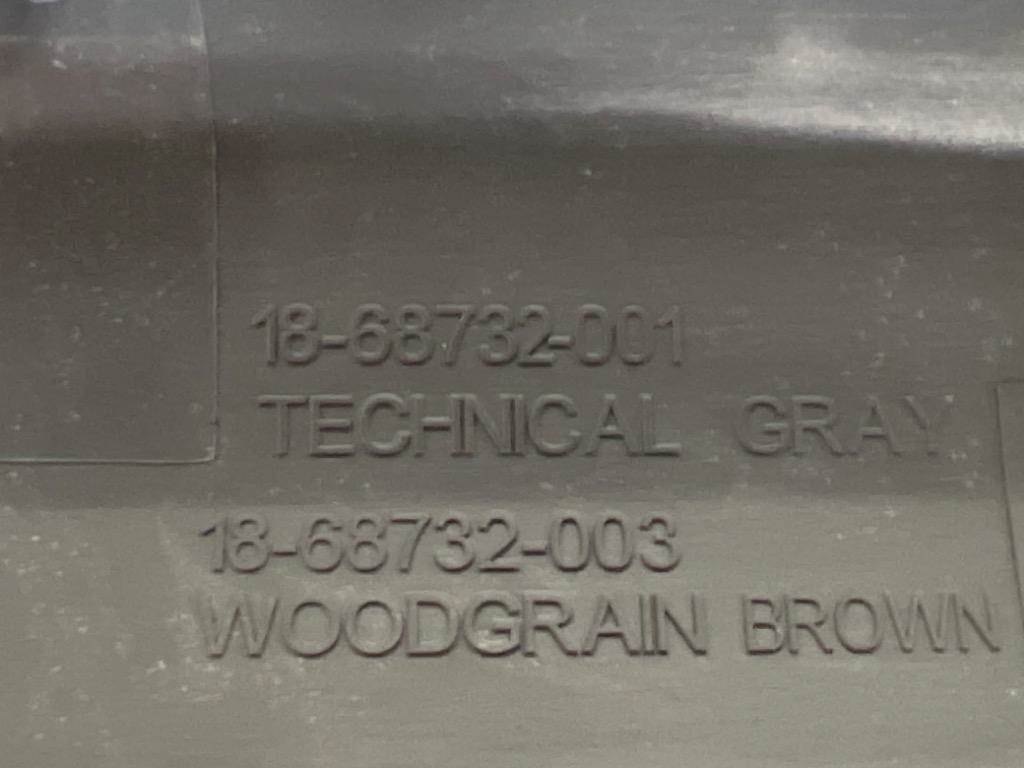 18-68732-001
TECHNICAL GRAY
18-68732-003
WOODGRAIN BROWN